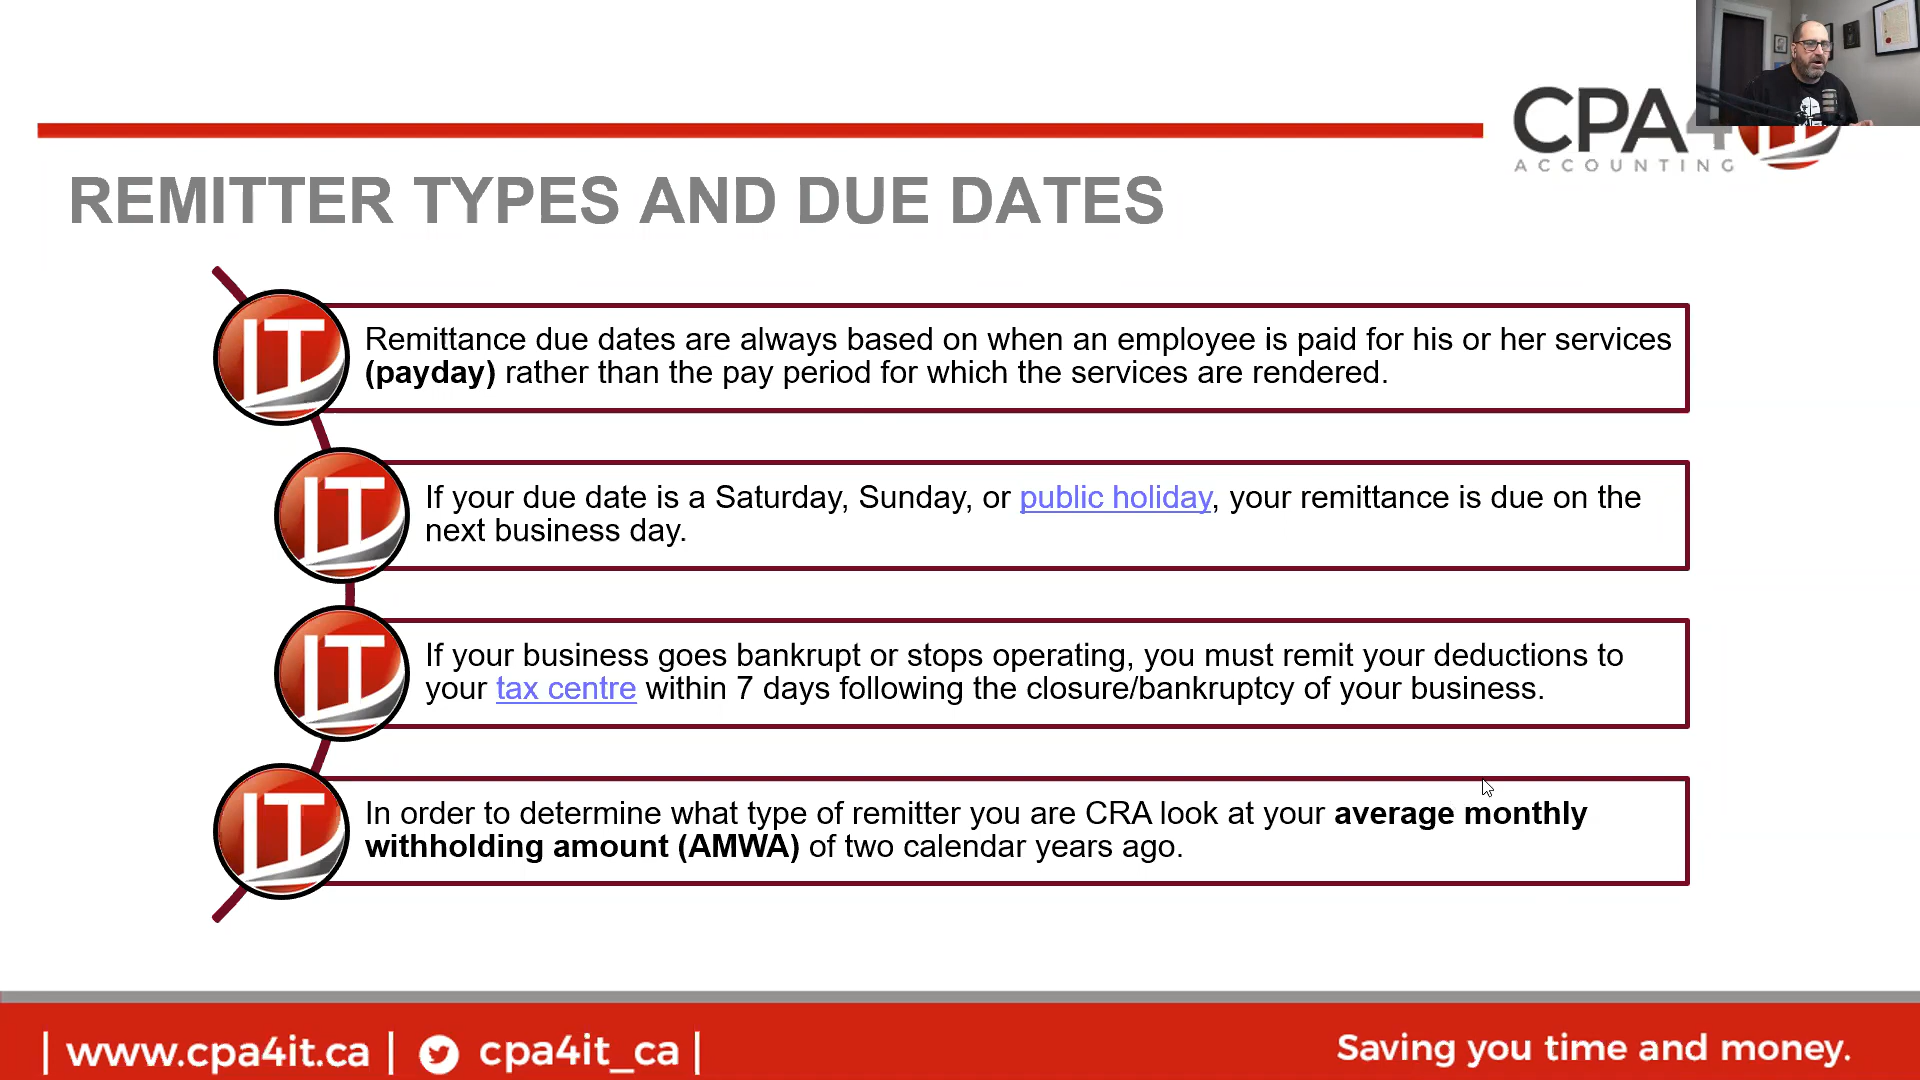 CPA4
ACCOUNTING
REMITTER TYPES AND DUE DATES
IT
Remittance due dates are always based on when an employee is paid for his or her services
(payday) rather than the pay period for which the services are rendered.
IT
If your due date is a Saturday, Sunday, or public holiday, your remittance is due on the
next business day.
IT
If your business goes bankrupt or stops operating, you must remit your deductions to
your tax centre within 7 days following the closure/bankruptcy of your business.
IT
In order to determine what type of remitter you are CRA look at your average monthly
withholding amount (AMWA) of two calendar years ago.
| www.cpa4it.ca | cpa4it_ca | Saving you time and money.